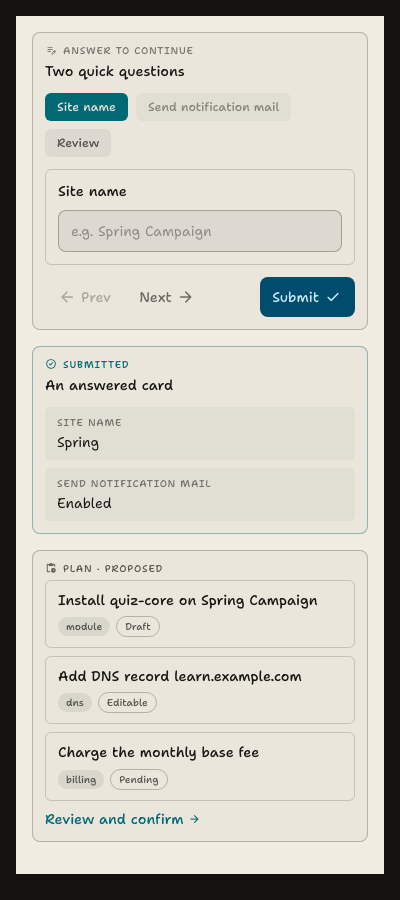 ANSWER TO CONTINUE
Two quick questions
Site name
Send notification mail
Review
Site name
e.g. Spring Campaign
Prev
Next
Submit
SUBMITTED
An answered card
SITE NAME
Spring
SEND NOTIFICATION MAIL
Enabled
PLAN · PROPOSED
Install quiz-core on Spring Campaign
module
Draft
Add DNS record learn.example.com
dns
Editable
Charge the monthly base fee
billing
Pending
Review and confirm